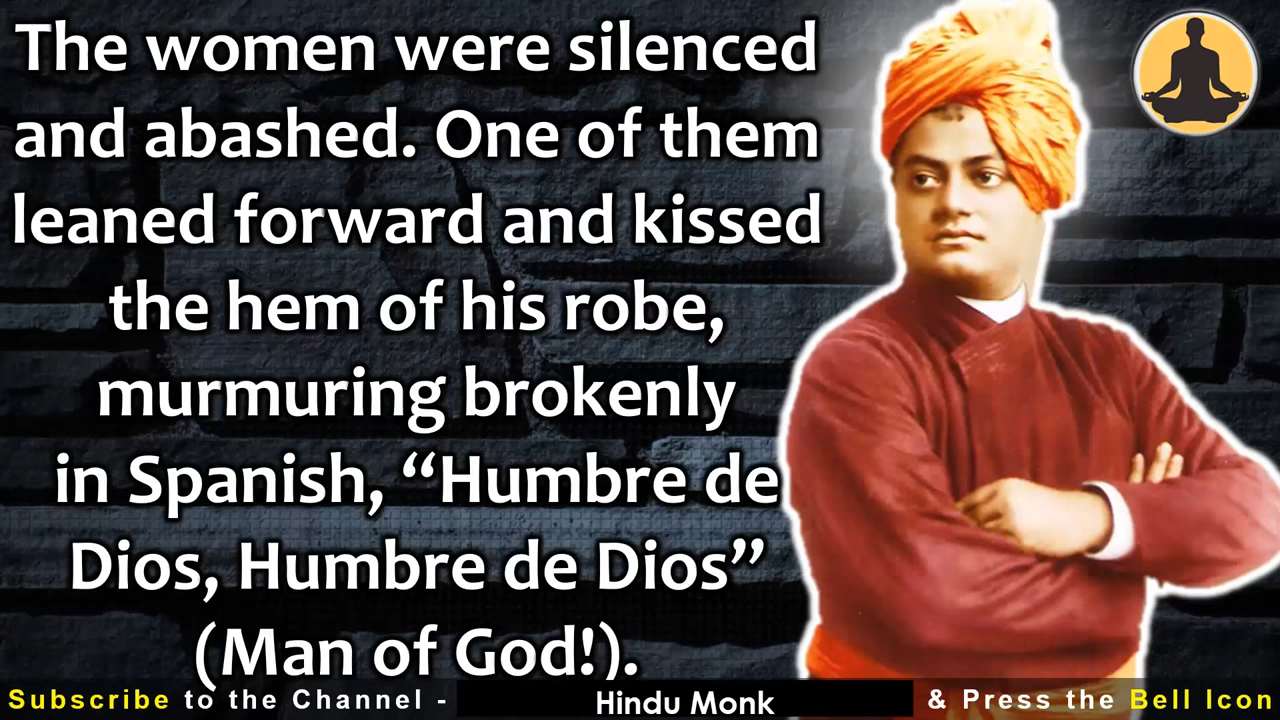 The women were silenced
and abashed. One of them
leaned forward and kissed
the hem of his robe,
murmuring brokenly
in Spanish, “Humbre de
Dios, Humbre de Dios”
(Man of God!).
Subscribe to the Channel - Hindu Monk & Press the Bell Icon